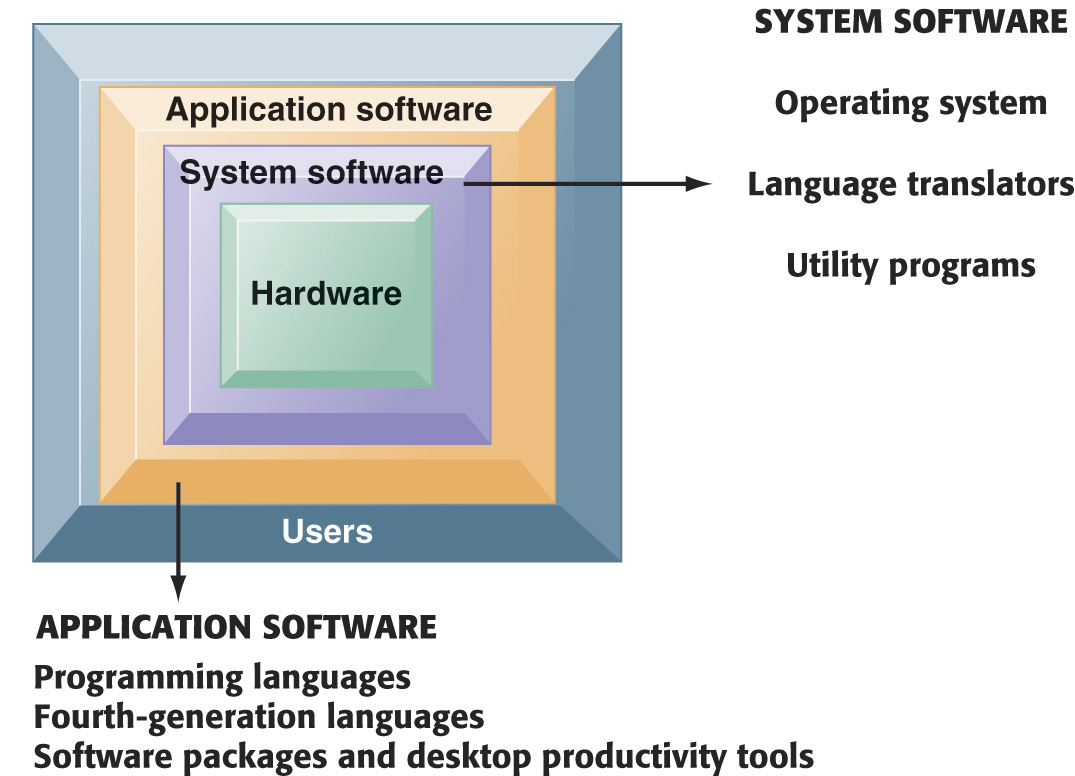 SYSTEM SOFTWARE
Operating system
Language translators
Utility programs
Application software
System software
Hardware
Users
APPLICATION SOFTWARE
Programming languages
Fourth-generation languages
Software packages and desktop productivity tools